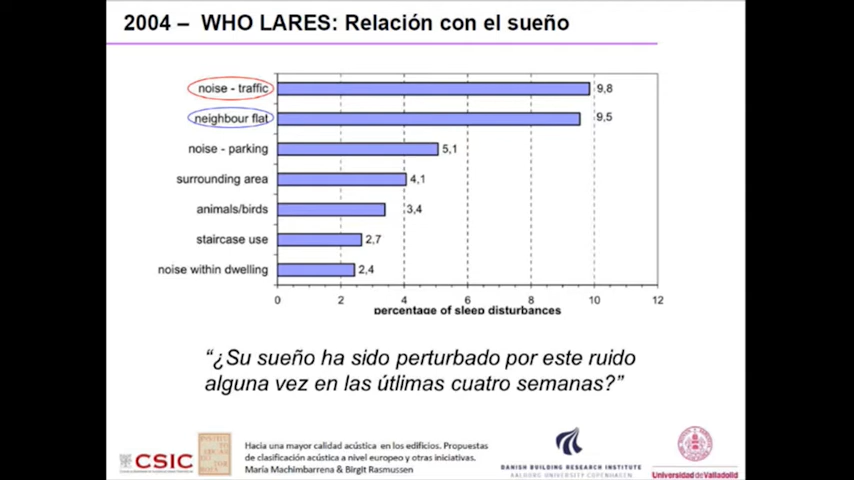 2004 – WHO LARES: Relación con el sueño
noise - traffic 9,8
neighbour flat 9,5
noise - parking 5,1
surrounding area 4,1
animals/birds 3,4
staircase use 2,7
noise within dwelling 2,4
0 2 4 6 8 10 12
percentage of sleep disturbances
“¿Su sueño ha sido perturbado por este ruido
alguna vez en las útlimas cuatro semanas?”
Hacia una mayor calidad acústica en los edificios. Propuestas
de clasificación acústica a nivel europeo y otras iniciativas.
María Machimbarrena & Birgit Rasmussen
CSIC
DANISH BUILDING RESEARCH INSTITUTE
AALBORG UNIVERSITY COPENHAGEN
Universidad de Valladolid